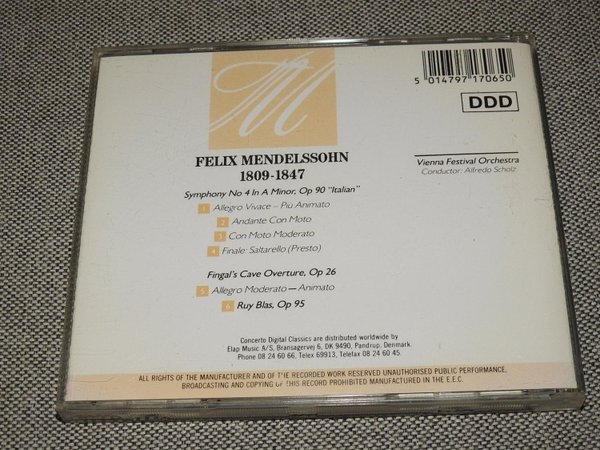 M
5 014797 170650
DDD
FELIX MENDELSSOHN
1809-1847
Vienna Festival Orchestra
Conductor: Alfredo Scholz
Symphony No 4 In A Minor, Op 90 "Italian"
1 Allegro Vivace – Più Animato
2 Andante Con Moto
3 Con Moto Moderato
4 Finale: Saltarello (Presto)
Fingal's Cave Overture, Op 26
5 Allegro Moderato — Animato
6 Ruy Blas, Op 95
Concerto Digital Classics are distributed worldwide by
Elap Music A/S, Bransagervej 6, DK 9490, Pandrup, Denmark.
Phone 08 24 60 66, Telex 69913, Telefax 08 24 60 45.
ALL RIGHTS OF THE MANUFACTURER AND OF THE RECORDED WORK RESERVED UNAUTHORISED PUBLIC PERFORMANCE,
BROADCASTING AND COPYING OF THIS RECORD PROHIBITED MANUFACTURED IN THE E.E.C.